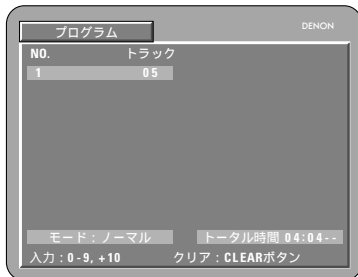 プログラム
DENON
NO. トラック
1 05
モード：ノーマル トータル時間 04:04--
入力：0-9, +10 クリア：CLEARボタン